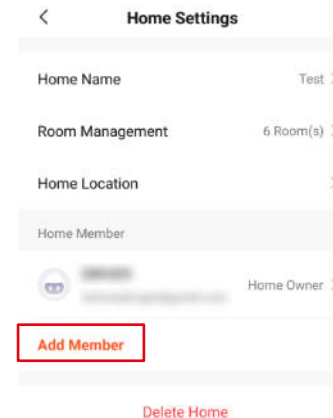 Home Settings
Home Name Test
Room Management 6 Room(s)
Home Location
Home Member
Home Owner
Add Member
Delete Home